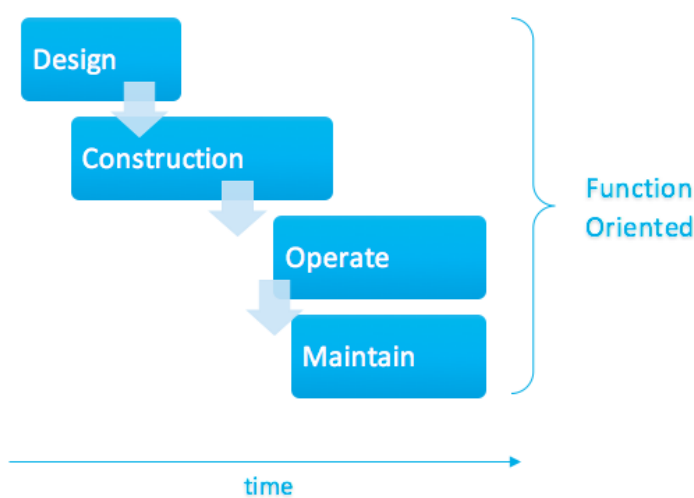 Design
Construction
Operate
Maintain
Function
Oriented
time